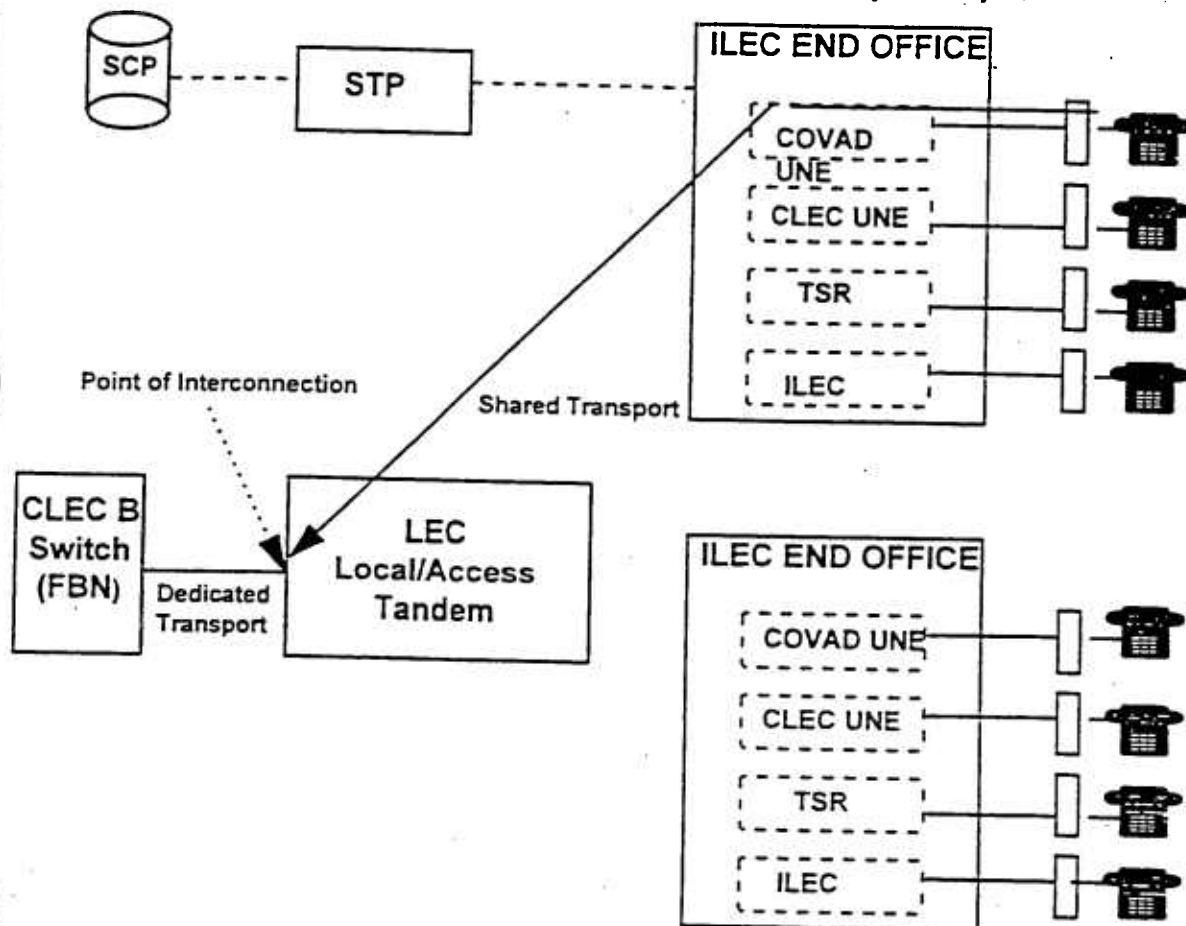 ILEC END OFFICE
SCP
STP
COVAD
UNE
CLEC UNE
TSR
ILEC
Point of Interconnection
Shared Transport
CLEC B
Switch
(FBN)
Dedicated
Transport
LEC
Local/Access
Tandem
ILEC END OFFICE
COVAD UNE
CLEC UNE
TSR
ILEC